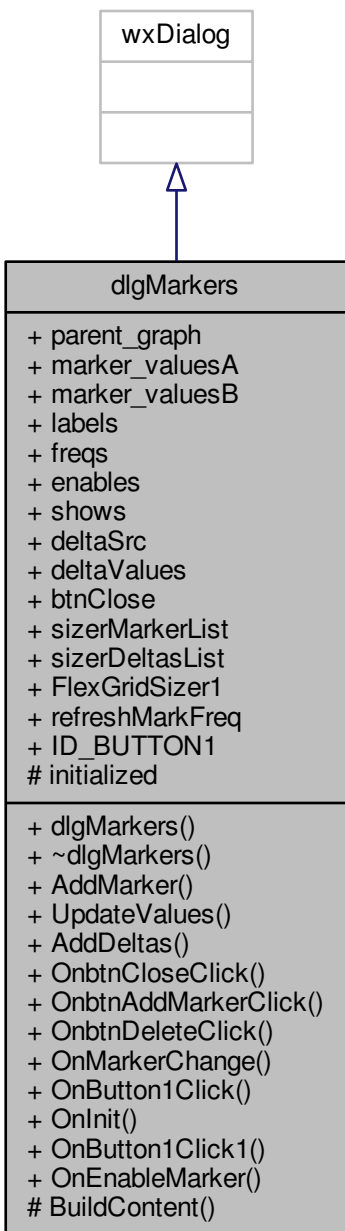 wxDialog
dlgMarkers
+ parent_graph
+ marker_valuesA
+ marker_valuesB
+ labels
+ freqs
+ enables
+ shows
+ deltaSrc
+ deltaValues
+ btnClose
+ sizerMarkerList
+ sizerDeltasList
+ FlexGridSizer1
+ refreshMarkFreq
+ ID_BUTTON1
# initialized
+ dlgMarkers()
+ ~dlgMarkers()
+ AddMarker()
+ UpdateValues()
+ AddDeltas()
+ OnbtnCloseClick()
+ OnbtnAddMarkerClick()
+ OnbtnDeleteClick()
+ OnMarkerChange()
+ OnButton1Click()
+ OnInit()
+ OnButton1Click1()
+ OnEnableMarker()
# BuildContent()